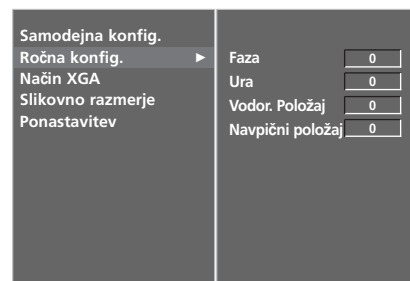 Samodejna konfig.
Ročna konfig. ►
Način XGA
Slikovno razmerje
Ponastavitev
Faza 0
Ura 0
Vodor. Položaj 0
Navpični položaj 0